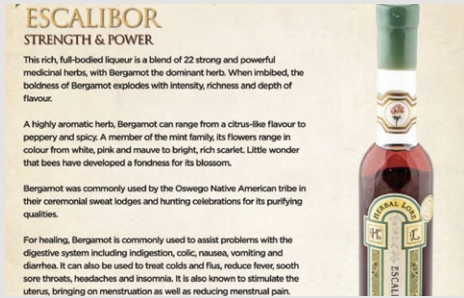 ESCALIBOR
STRENGTH & POWER
This rich, full-bodied liqueur is a blend of 22 strong and powerful
medicinal herbs, with Bergamot the dominant herb. When imbibed, the
boldness of Bergamot explodes with intensity, richness and depth of
flavour.
A highly aromatic herb, Bergamot can range from a citrus-like flavour to
peppery and spicy. A member of the mint family, its flowers range in
colour from white, pink and mauve to bright, rich scarlet. Little wonder
that bees have developed a fondness for its blossom.
Bergamot was commonly used by the Oswego Native American tribe in
their ceremonial sweat lodges and hunting celebrations for its purifying
qualities.
For healing, Bergamot is commonly used to assist problems with the
digestive system including indigestion, colic, nausea, vomiting and
diarrhea. It can also be used to treat colds and flus, reduce fever, sooth
sore throats, headaches and insomnia. It is also known to stimulate the
uterus, bringing on menstruation as well as reducing menstrual pain.
HERBAL LORE
H L
ESCALI